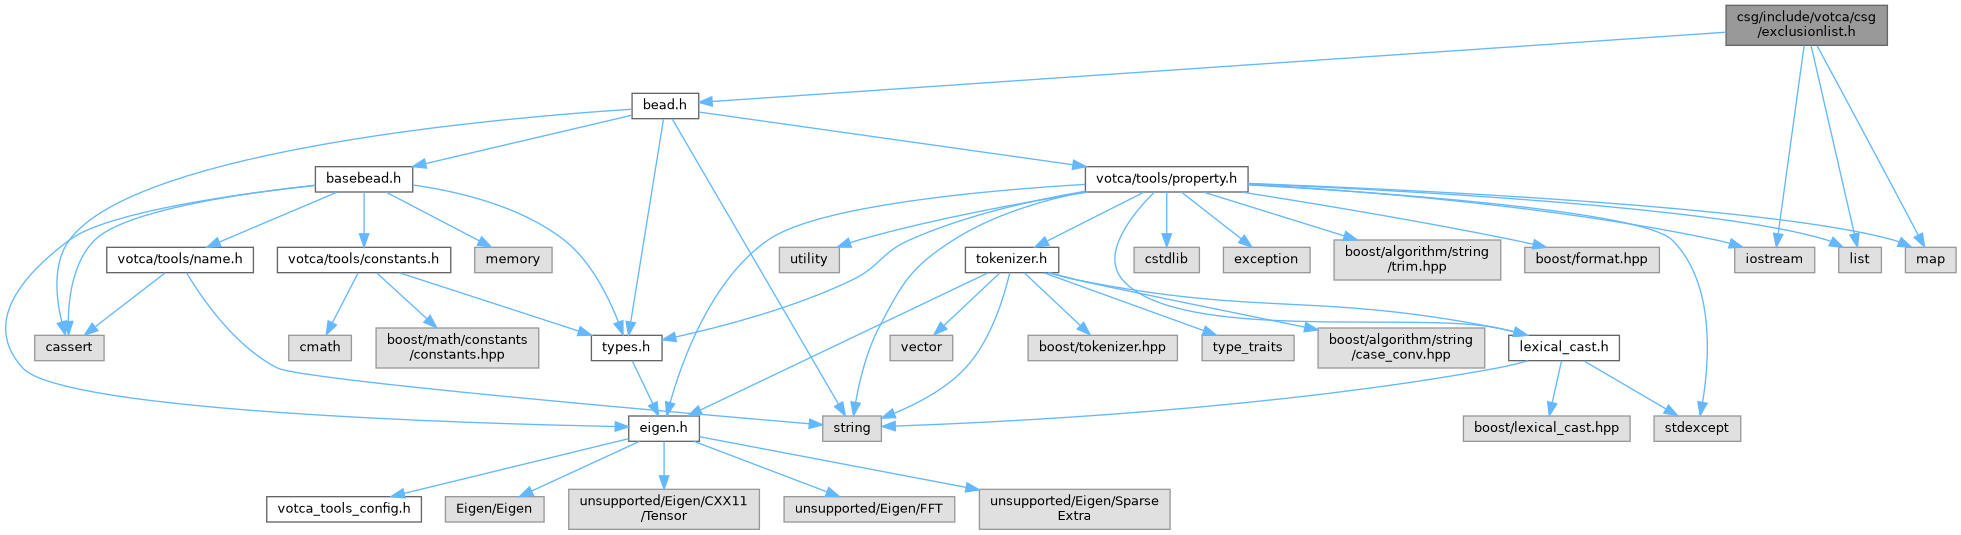 csg/include/votca/csg
/exclusionlist.h
bead.h
basebead.h
votca/tools/property.h
votca/tools/name.h
votca/tools/constants.h
memory
utility
tokenizer.h
cstdlib
exception
boost/algorithm/string
/trim.hpp
boost/format.hpp
iostream
list
map
cassert
cmath
boost/math/constants
/constants.hpp
types.h
vector
boost/tokenizer.hpp
type_traits
boost/algorithm/string
/case_conv.hpp
lexical_cast.h
eigen.h
string
boost/lexical_cast.hpp
stdexcept
votca_tools_config.h
Eigen/Eigen
unsupported/Eigen/CXX11
/Tensor
unsupported/Eigen/FFT
unsupported/Eigen/Sparse
Extra